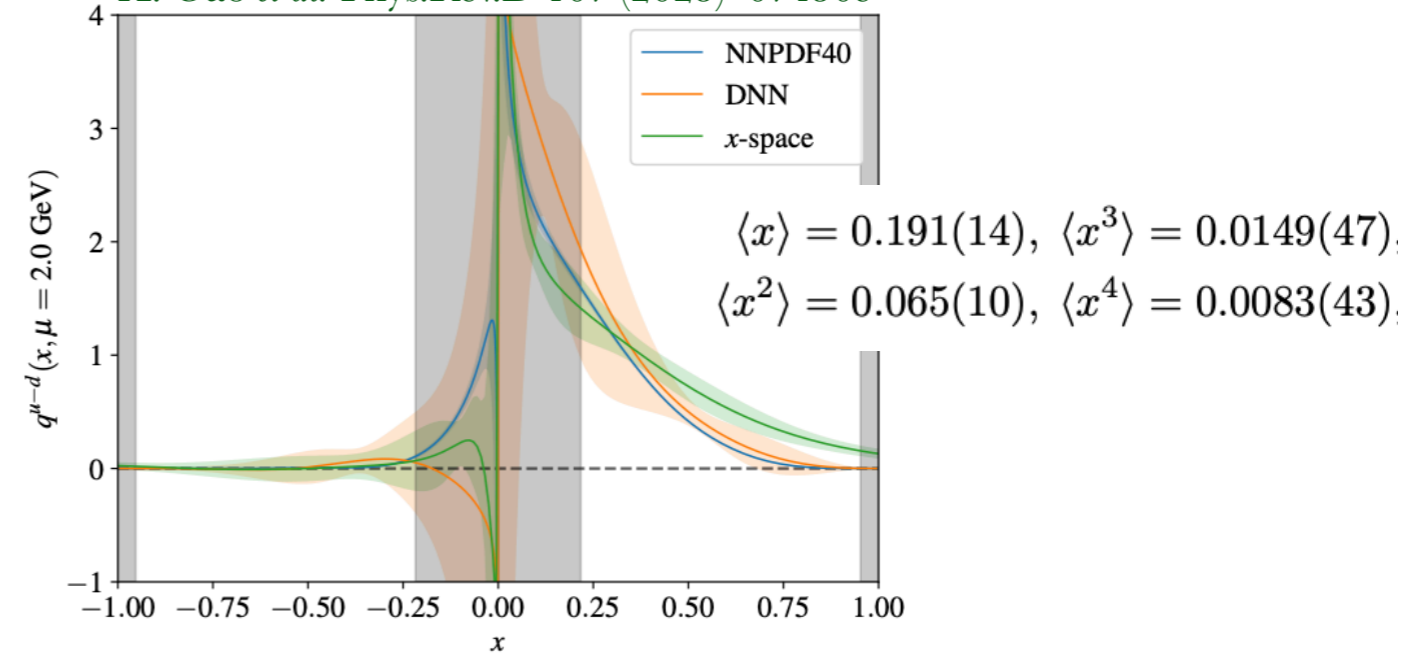 4
3
2
1
0
−1
q^{u−d}(x, μ = 2.0 GeV)
NNPDF40
DNN
x-space
⟨x⟩ = 0.191(14), ⟨x³⟩ = 0.0149(47),
⟨x²⟩ = 0.065(10), ⟨x⁴⟩ = 0.0083(43),
−1.00 −0.75 −0.50 −0.25 0.00 0.25 0.50 0.75 1.00
x